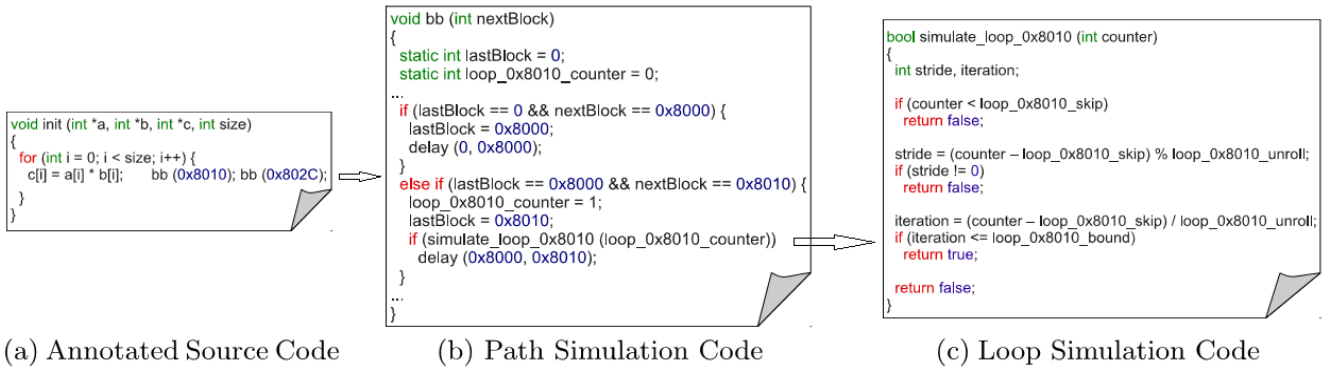 void init (int *a, int *b, int *c, int size)
{
for (int i = 0; i < size; i++) {
c[i] = a[i] * b[i]; bb (0x8010); bb (0x802C);
}
}
(a) Annotated Source Code
void bb (int nextBlock)
{
static int lastBlock = 0;
static int loop_0x8010_counter = 0;
...
if (lastBlock == 0 && nextBlock == 0x8000) {
lastBlock = 0x8000;
delay (0, 0x8000);
}
else if (lastBlock == 0x8000 && nextBlock == 0x8010) {
loop_0x8010_counter = 1;
lastBlock = 0x8010;
if (simulate_loop_0x8010 (loop_0x8010_counter))
delay (0x8000, 0x8010);
}
...
}
(b) Path Simulation Code
bool simulate_loop_0x8010 (int counter)
{
int stride, iteration;
if (counter < loop_0x8010_skip)
return false;
stride = (counter – loop_0x8010_skip) % loop_0x8010_unroll;
if (stride != 0)
return false;
iteration = (counter – loop_0x8010_skip) / loop_0x8010_unroll;
if (iteration <= loop_0x8010_bound)
return true;
return false;
}
(c) Loop Simulation Code